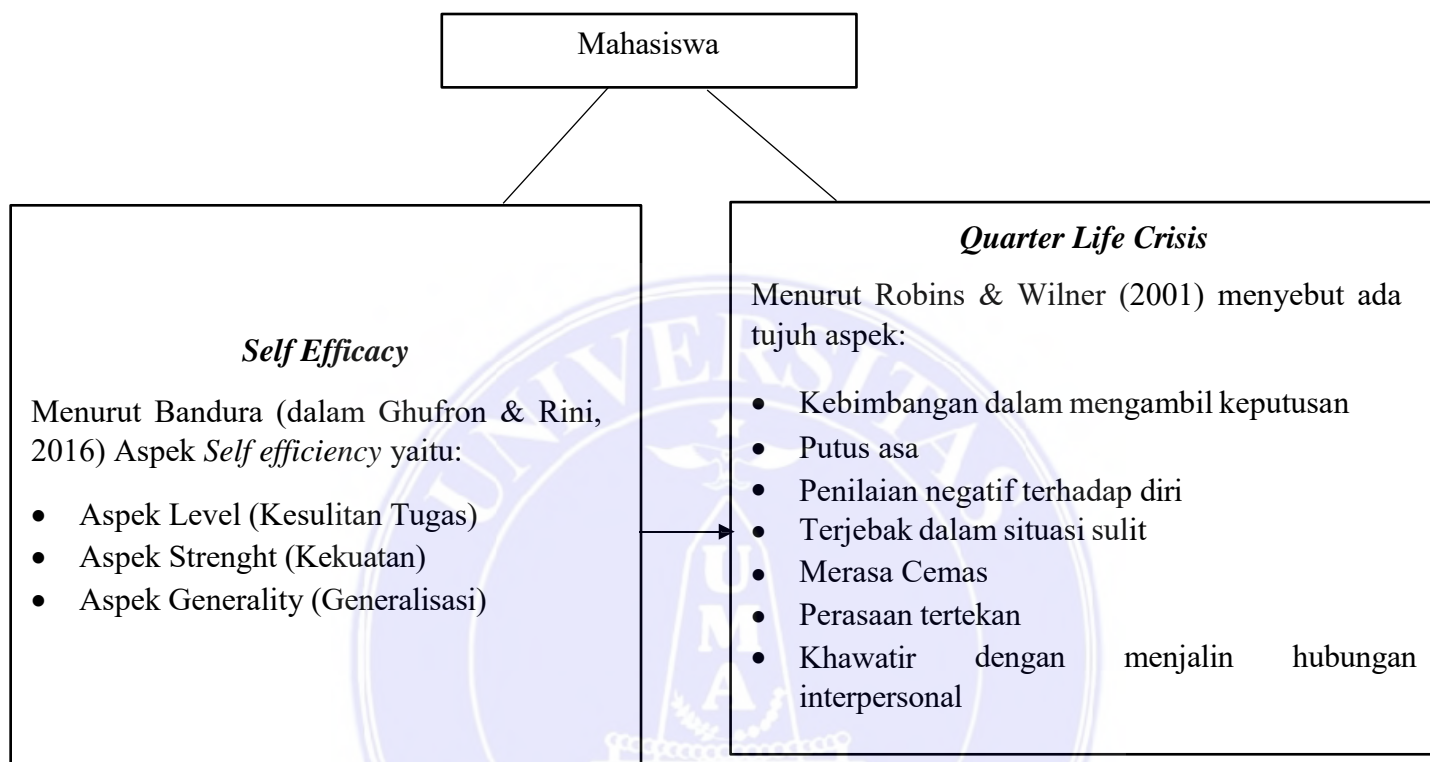 Mahasiswa
Self Efficacy
Menurut Bandura (dalam Ghufron & Rini,
2016) Aspek Self efficiency yaitu:
• Aspek Level (Kesulitan Tugas)
• Aspek Strenght (Kekuatan)
• Aspek Generality (Generalisasi)
Quarter Life Crisis
Menurut Robins & Wilner (2001) menyebut ada
tujuh aspek:
• Kebimbangan dalam mengambil keputusan
• Putus asa
• Penilaian negatif terhadap diri
• Terjebak dalam situasi sulit
• Merasa Cemas
• Perasaan tertekan
• Khawatir dengan menjalin hubungan
interpersonal
UNIVERSITAS
UMA